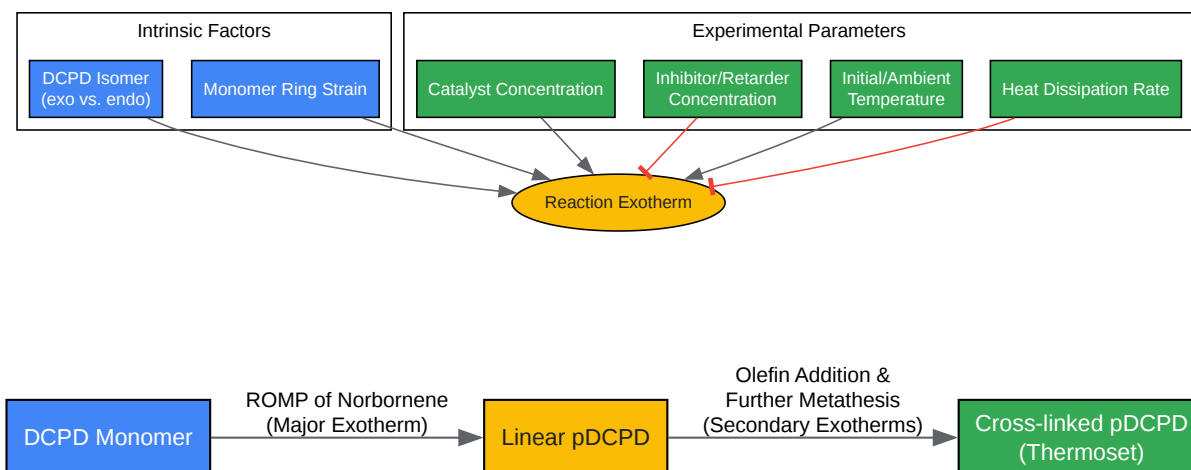 Intrinsic Factors
Experimental Parameters
DCPD Isomer
(exo vs. endo)
Monomer Ring Strain
Catalyst Concentration
Inhibitor/Retarder
Concentration
Initial/Ambient
Temperature
Heat Dissipation Rate
Reaction Exotherm
DCPD Monomer
ROMP of Norbornene
(Major Exotherm)
Linear pDCPD
Olefin Addition &
Further Metathesis
(Secondary Exotherms)
Cross-linked pDCPD
(Thermoset)